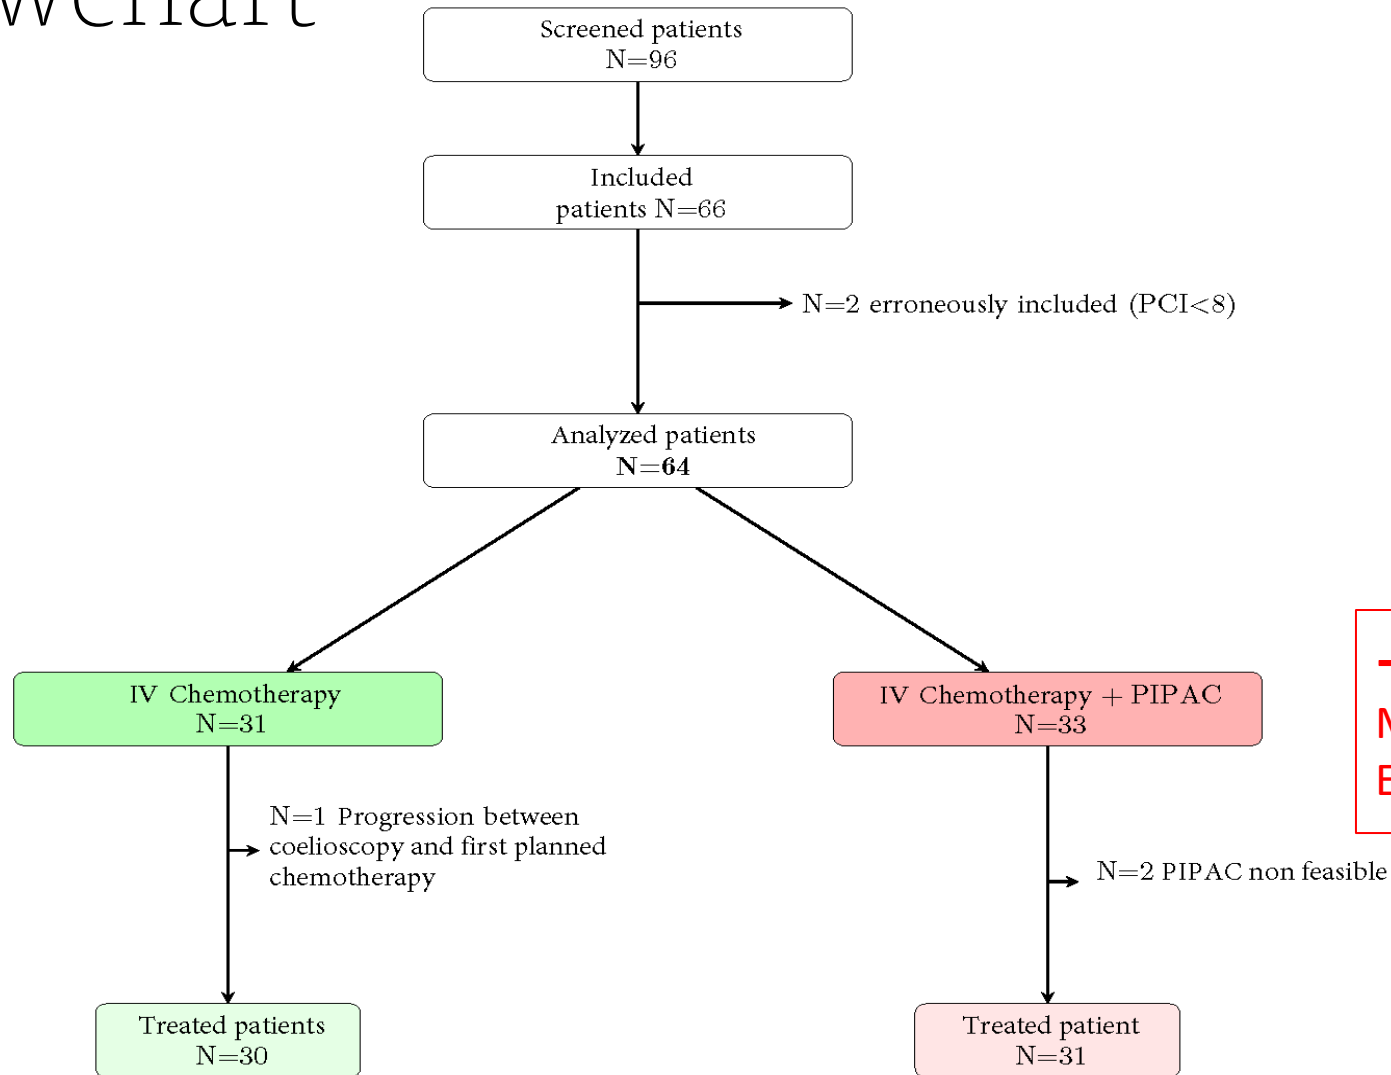 Screened patients
N=96
Included
patients N=66
N=2 erroneously included (PCI<8)
Analyzed patients
N=64
IV Chemotherapy
N=31
IV Chemotherapy + PIPAC
N=33
N=1 Progression between
coelioscopy and first planned
chemotherapy
N=2 PIPAC non feasible
Treated patients
N=30
Treated patient
N=31